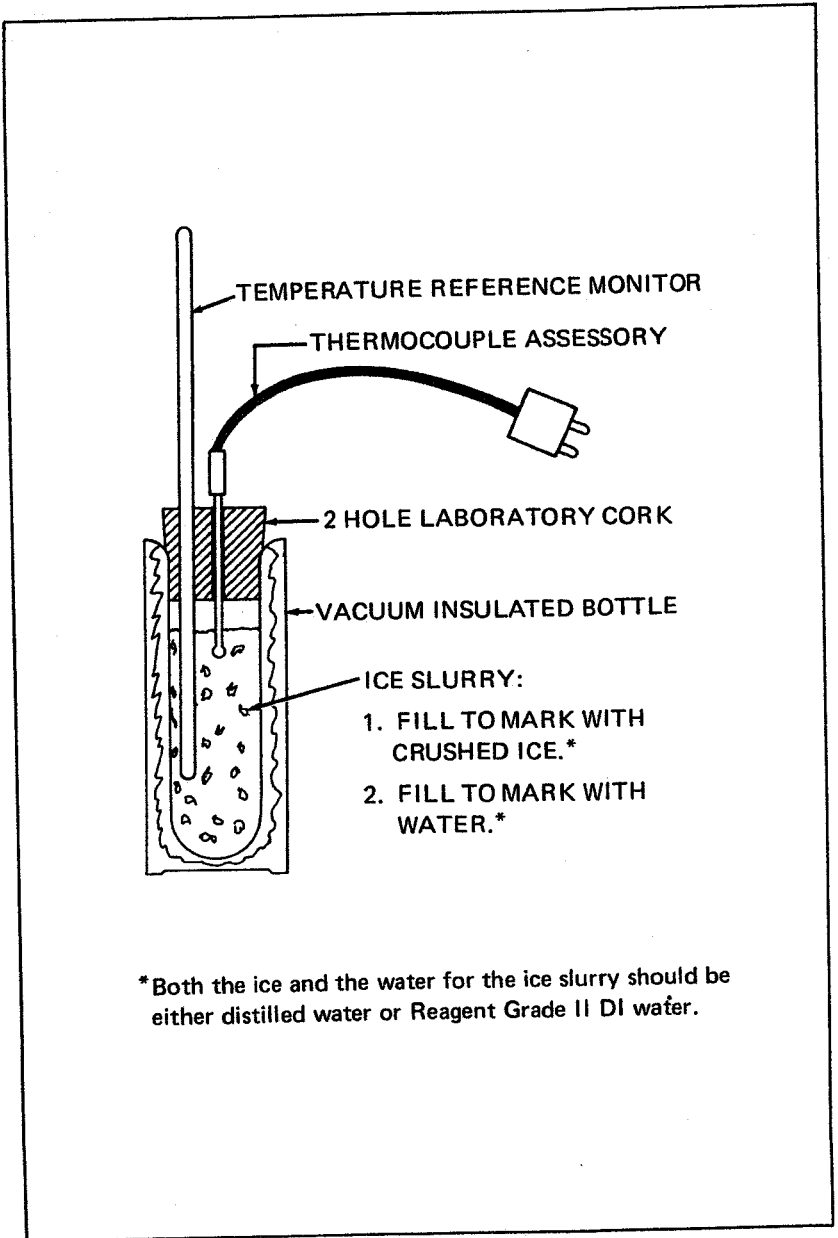 TEMPERATURE REFERENCE MONITOR
THERMOCOUPLE ASSESSORY
2 HOLE LABORATORY CORK
VACUUM INSULATED BOTTLE
ICE SLURRY:
1. FILL TO MARK WITH
CRUSHED ICE.*
2. FILL TO MARK WITH
WATER.*
*Both the ice and the water for the ice slurry should be
either distilled water or Reagent Grade II DI water.